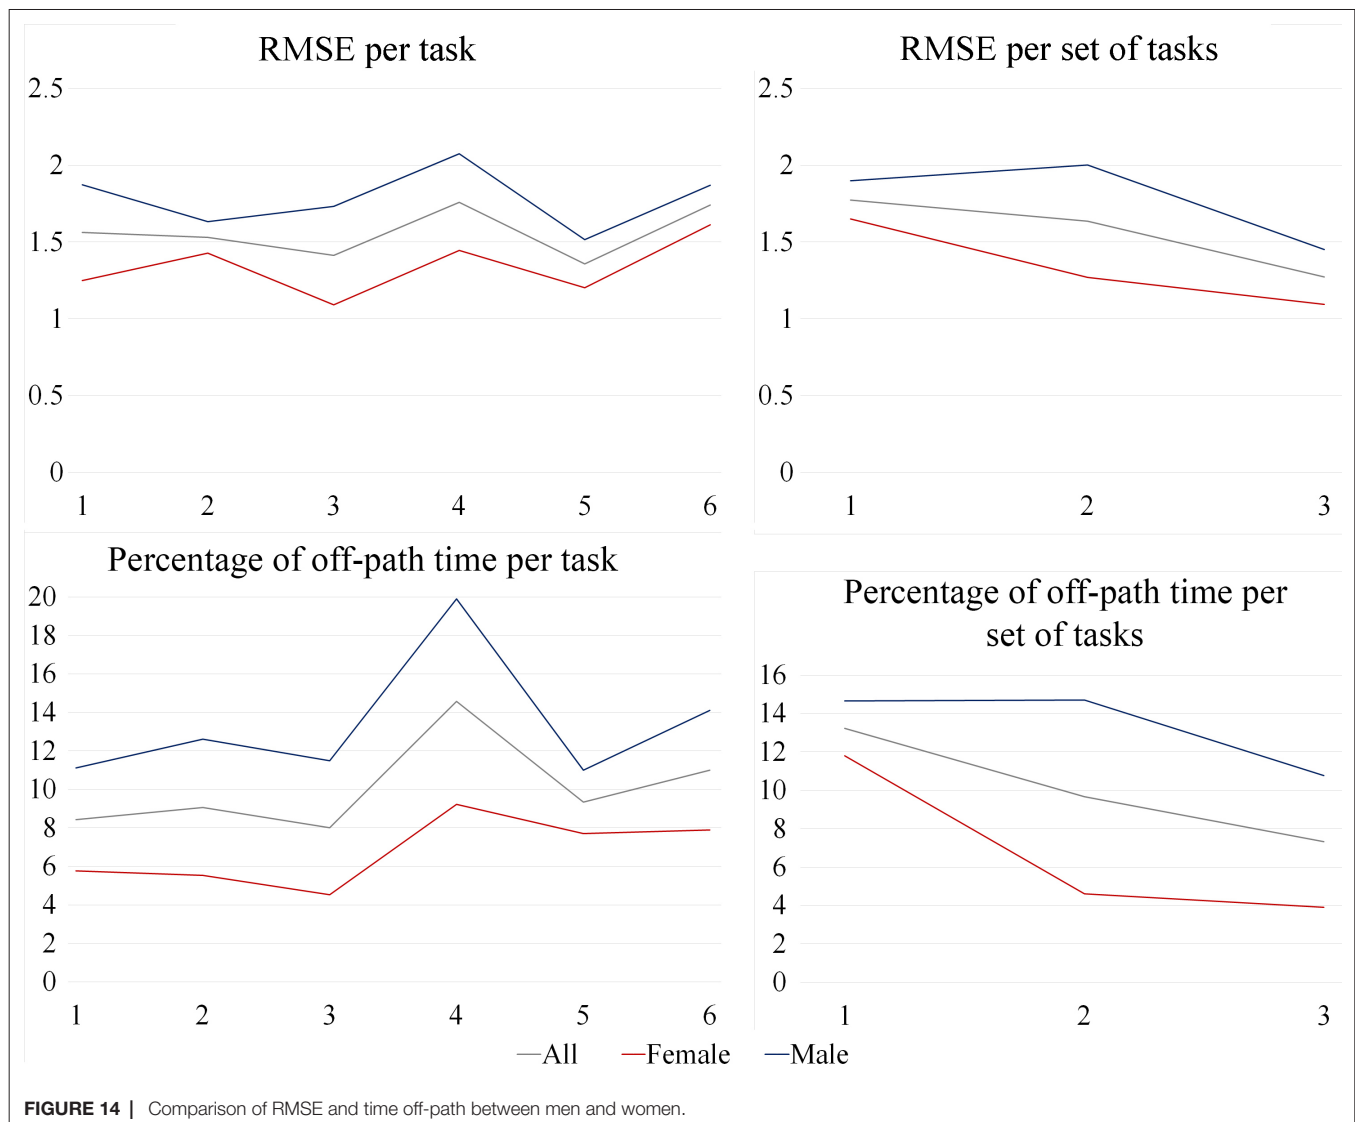 RMSE per task
2.5
2
1.5
1
0.5
0
1 2 3 4 5 6
RMSE per set of tasks
2.5
2
1.5
1
0.5
0
1 2 3
Percentage of off-path time per task
20
18
16
14
12
10
8
6
4
2
0
1 2 3 4 5 6
Percentage of off-path time per
set of tasks
16
14
12
10
8
6
4
2
0
1 2 3
All Female Male
FIGURE 14 | Comparison of RMSE and time off-path between men and women.